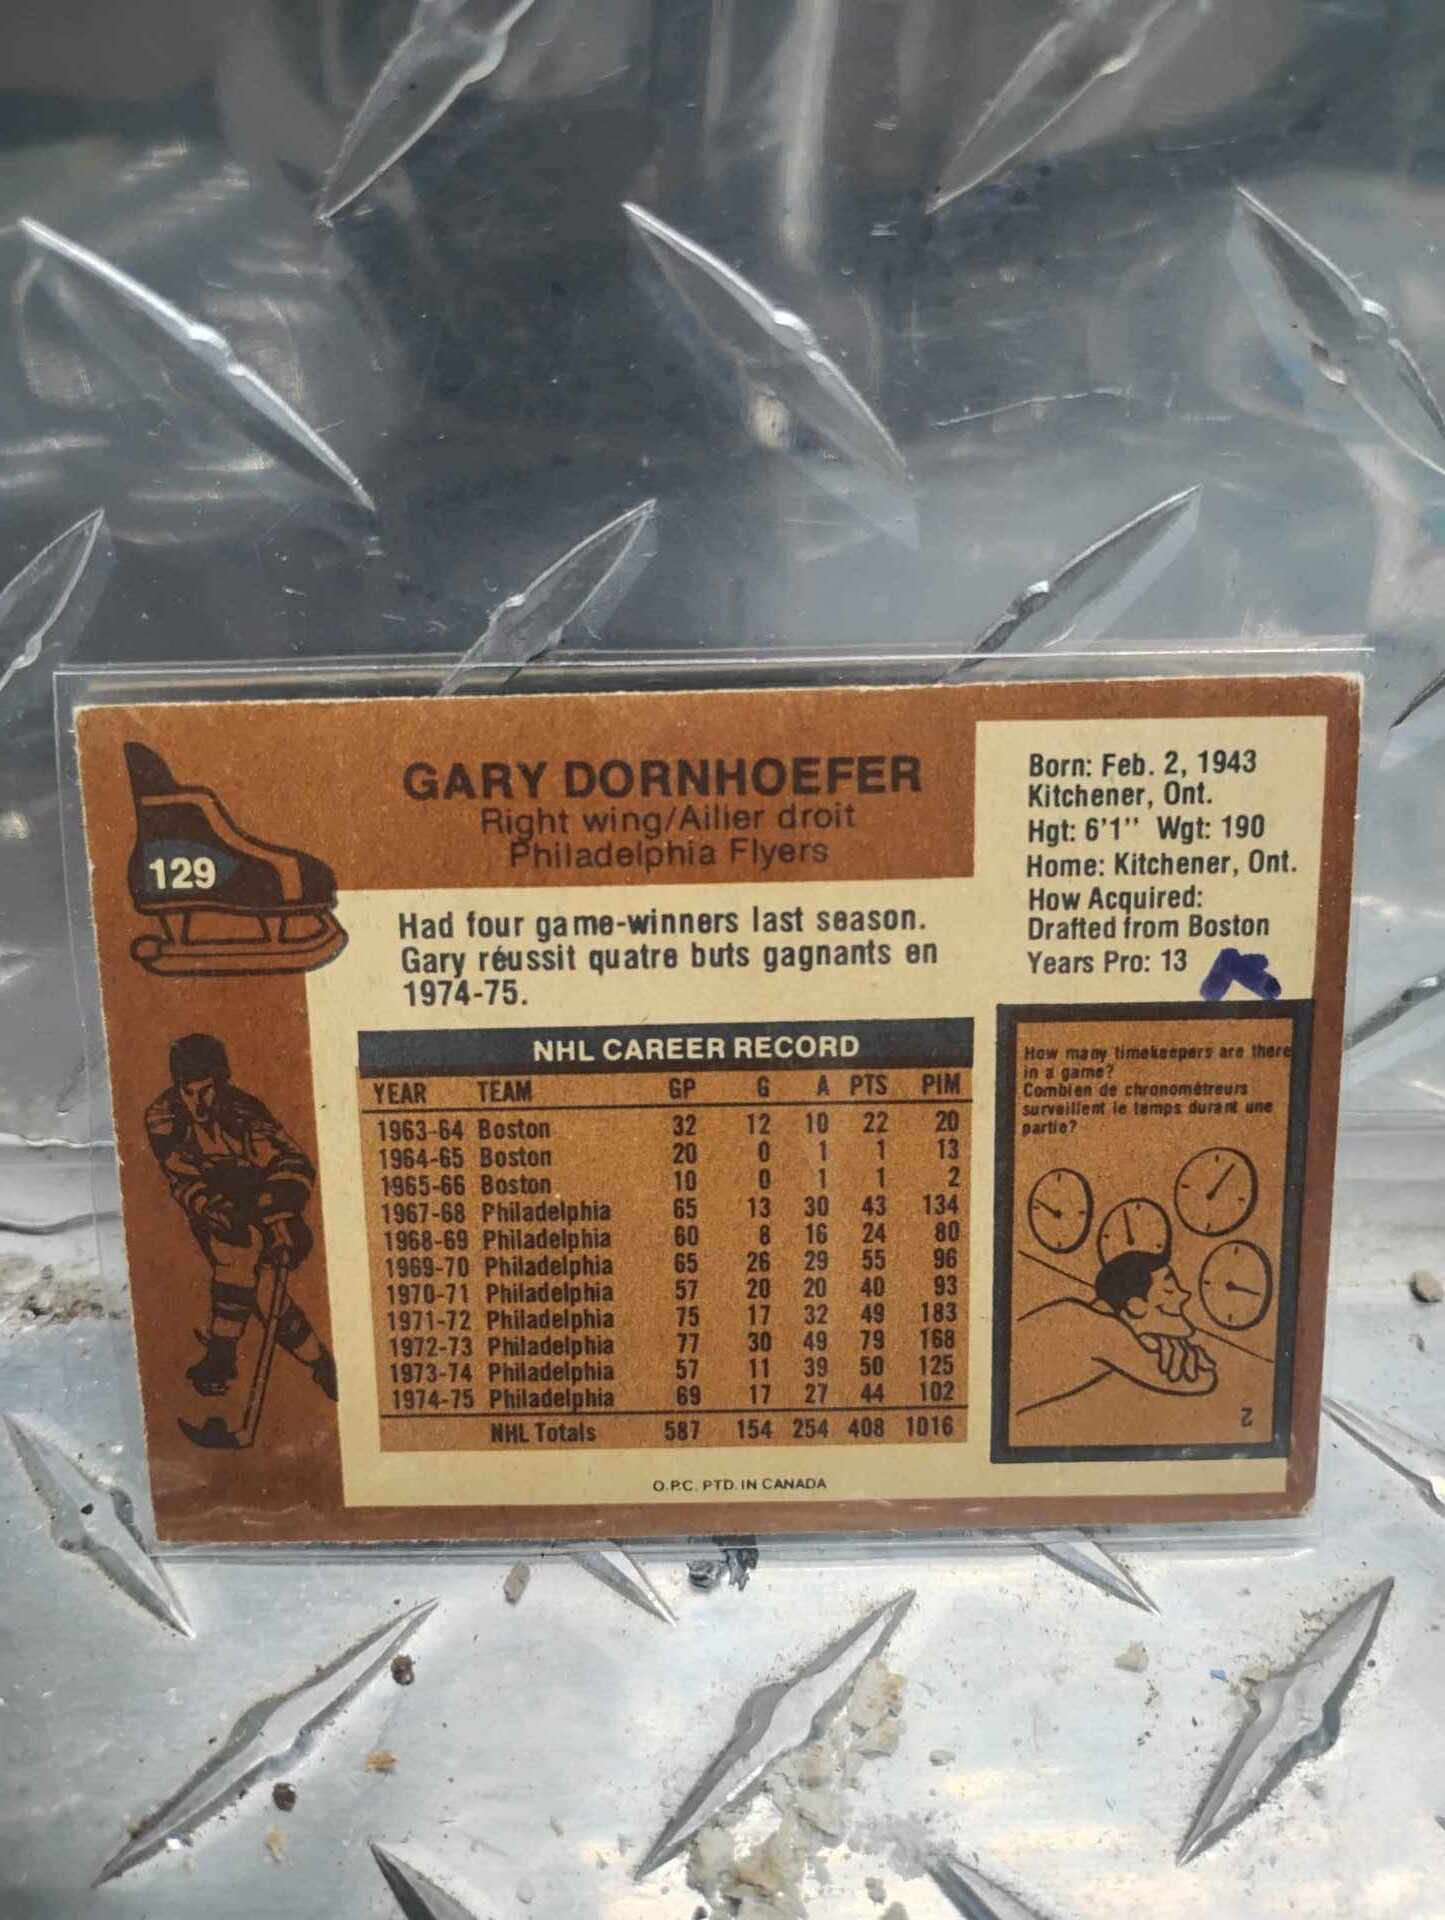 129
GARY DORNHOEFER
Right wing/Ailier droit
Philadelphia Flyers
Born: Feb. 2, 1943
Kitchener, Ont.
Hgt: 6'1" Wgt: 190
Home: Kitchener, Ont.
How Acquired:
Drafted from Boston
Years Pro: 13
Had four game-winners last season.
Gary réussit quatre buts gagnants en
1974-75.
NHL CAREER RECORD
YEAR TEAM GP G A PTS PIM
1963-64 Boston 32 12 10 22 20
1964-65 Boston 20 0 1 1 13
1965-66 Boston 10 0 1 1 2
1967-68 Philadelphia 65 13 30 43 134
1968-69 Philadelphia 60 8 16 24 80
1969-70 Philadelphia 65 26 29 55 96
1970-71 Philadelphia 57 20 20 40 93
1971-72 Philadelphia 75 17 32 49 183
1972-73 Philadelphia 77 30 49 79 168
1973-74 Philadelphia 57 11 39 50 125
1974-75 Philadelphia 69 17 27 44 102
NHL Totals 587 154 254 408 1016
How many timekeepers are there
in a game?
Combien de chronométreurs
surveillent le temps durant une
partie?
2
O.P.C. PTD. IN CANADA